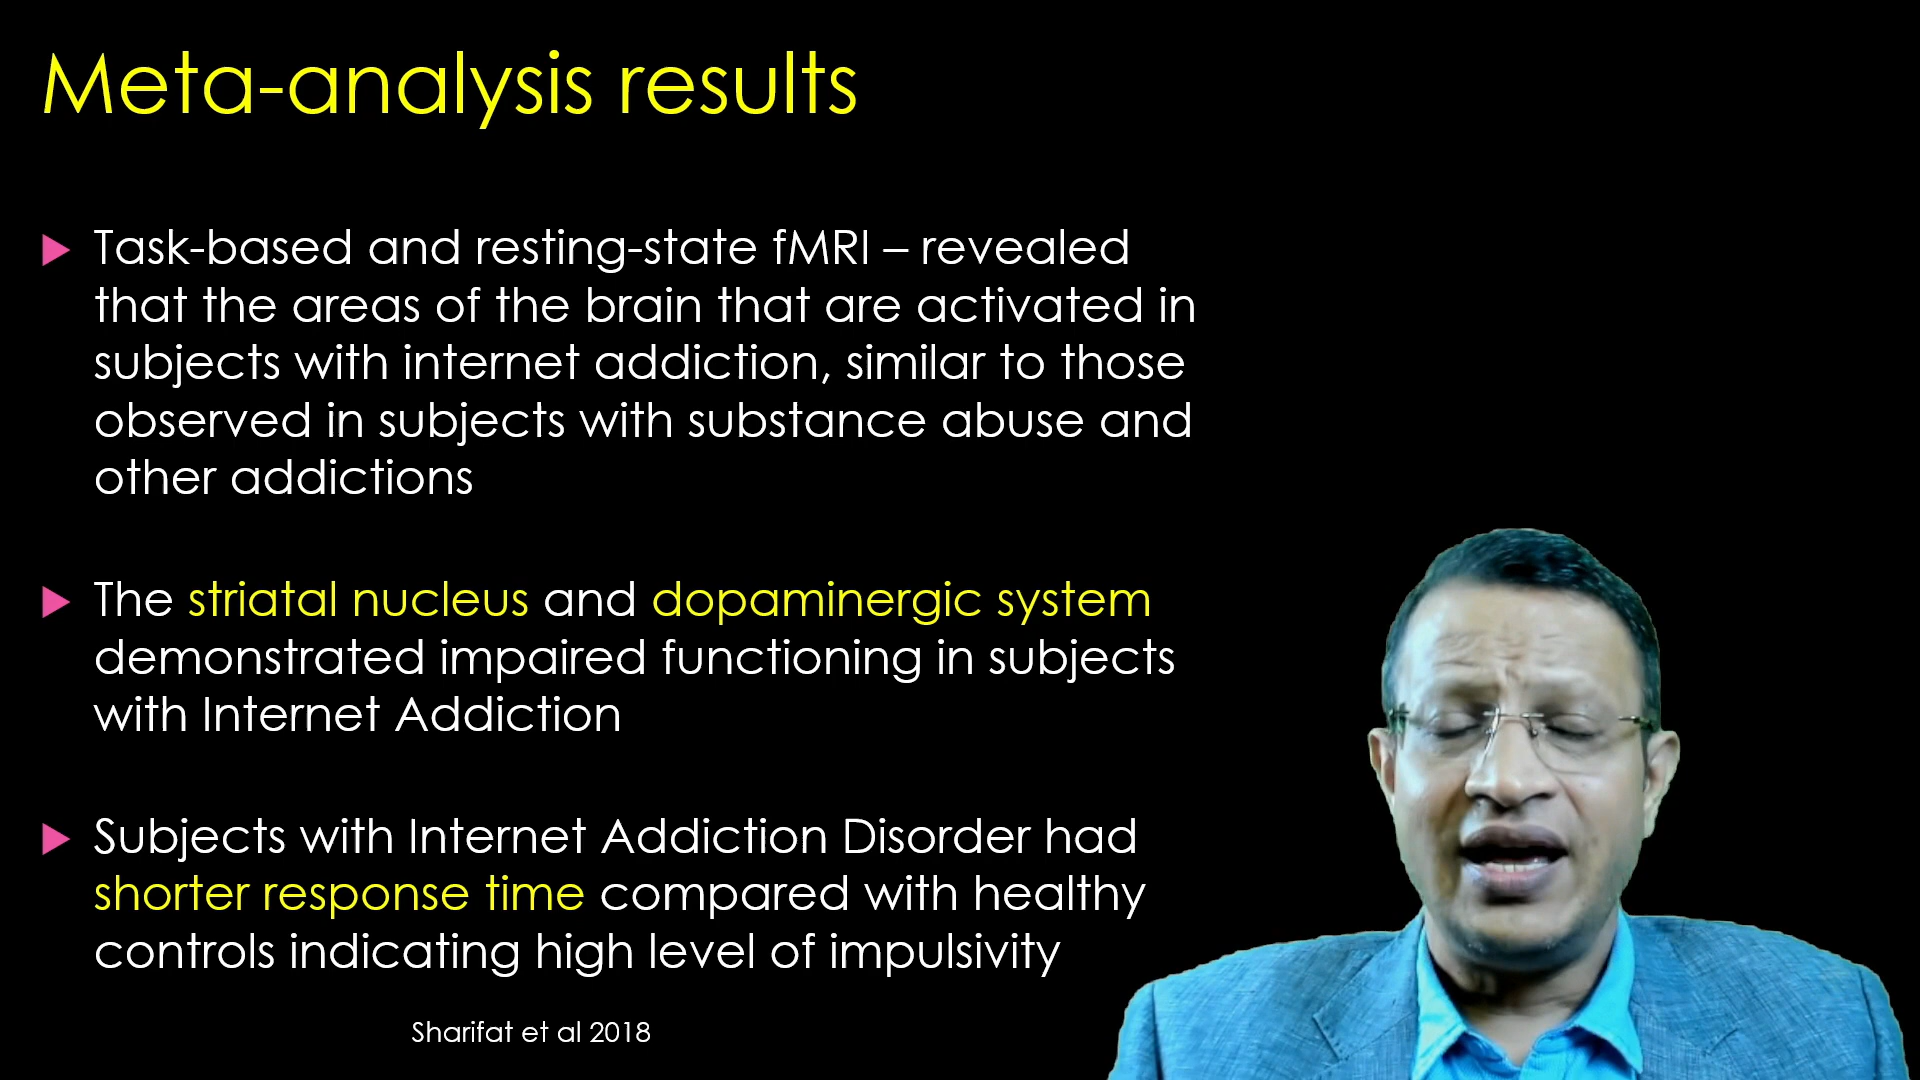 Meta-analysis results
Task-based and resting-state fMRI – revealed
that the areas of the brain that are activated in
subjects with internet addiction, similar to those
observed in subjects with substance abuse and
other addictions
The striatal nucleus and dopaminergic system
demonstrated impaired functioning in subjects
with Internet Addiction
Subjects with Internet Addiction Disorder had
shorter response time compared with healthy
controls indicating high level of impulsivity
Sharifat et al 2018